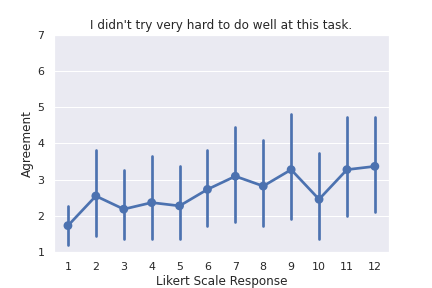 I didn't try very hard to do well at this task.
7
6
5
4
3
2
1
Agreement
1 2 3 4 5 6 7 8 9 10 11 12
Likert Scale Response